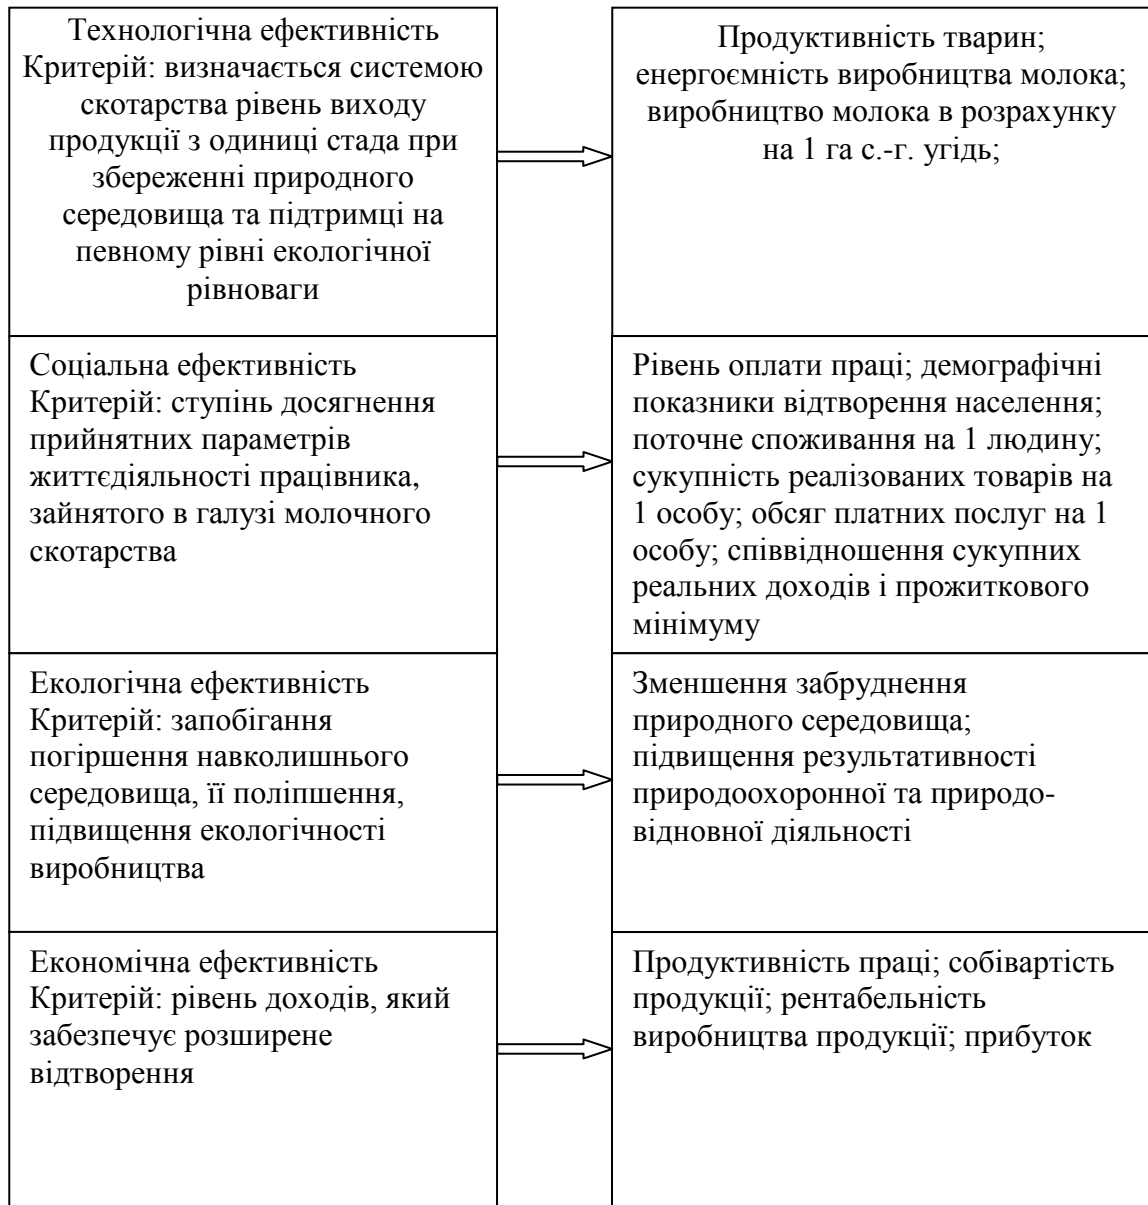 Технологічна ефективність
Критерій: визначається системою
скотарства рівень виходу
продукції з одиниці стада при
збереженні природного
середовища та підтримці на
певному рівні екологічної
рівноваги
Продуктивність тварин;
енергоємність виробництва молока;
виробництво молока в розрахунку
на 1 га с.-г. угідь;
Соціальна ефективність
Критерій: ступінь досягнення
прийнятних параметрів
життєдіяльності працівника,
зайнятого в галузі молочного
скотарства
Рівень оплати праці; демографічні
показники відтворення населення;
поточне споживання на 1 людину;
сукупність реалізованих товарів на
1 особу; обсяг платних послуг на 1
особу; співвідношення сукупних
реальних доходів і прожиткового
мінімуму
Екологічна ефективність
Критерій: запобігання
погіршення навколишнього
середовища, її поліпшення,
підвищення екологічності
виробництва
Зменшення забруднення
природного середовища;
підвищення результативності
природоохоронної та природо-
відновної діяльності
Економічна ефективність
Критерій: рівень доходів, який
забезпечує розширене
відтворення
Продуктивність праці; собівартість
продукції; рентабельність
виробництва продукції; прибуток